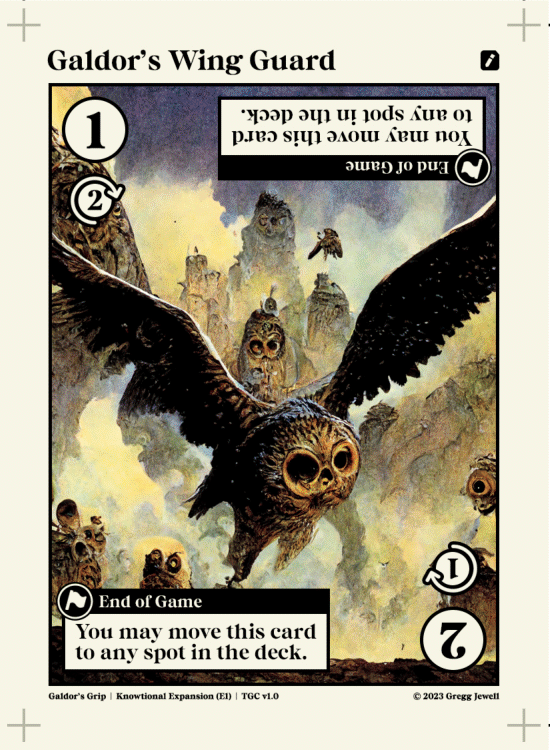 Galdor's Wing Guard
1
2
You may move this card
to any spot in the deck.
End of Game
End of Game
You may move this card
to any spot in the deck.
1
2
Galdor's Grip | Knowtional Expansion (E1) | TGC v1.0
© 2023 Gregg Jewell